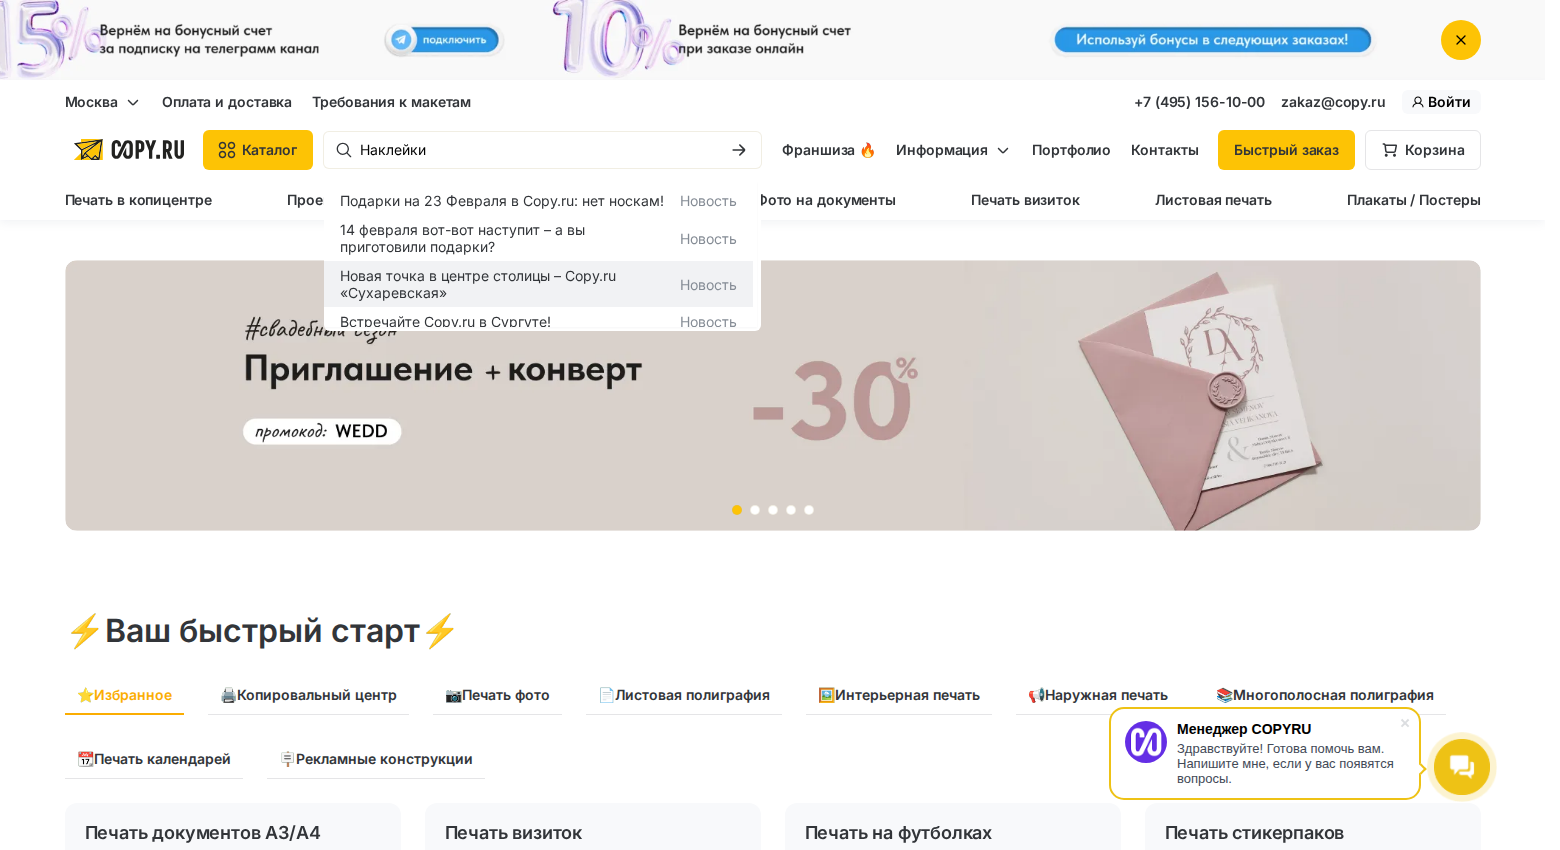 15%
Вернём на бонусный счет
за подписку на телеграмм канал
подключить
10%
Вернём на бонусный счет
при заказе онлайн
Используй бонусы в следующих заказах!
Москва
Оплата и доставка
Требования к макетам
+7 (495) 156-10-00
zakaz@copy.ru
Войти
COPY.RU
Каталог
Наклейки
Франшиза 🔥
Информация
Портфолио
Контакты
Быстрый заказ
Корзина
Печать в копицентре
Прое
Фото на документы
Печать визиток
Листовая печать
Плакаты / Постеры
Подарки на 23 Февраля в Copy.ru: нет носкам!
Новость
14 февраля вот-вот наступит – а вы
приготовили подарки?
Новость
Новая точка в центре столицы – Copy.ru
«Сухаревская»
Новость
Встречайте Copy.ru в Сургуте!
Новость
#свадебный сезон
Приглашение + конверт
промокод: WEDD
-30%
⚡Ваш быстрый старт⚡
⭐Избранное
🖨️Копировальный центр
📷Печать фото
📄Листовая полиграфия
🖼️Интерьерная печать
📢Наружная печать
📚Многополосная полиграфия
📆Печать календарей
🪧Рекламные конструкции
Менеджер COPYRU
Здравствуйте! Готова помочь вам.
Напишите мне, если у вас появятся
вопросы.
Печать документов А3/А4
Печать визиток
Печать на футболках
Печать стикерпаков